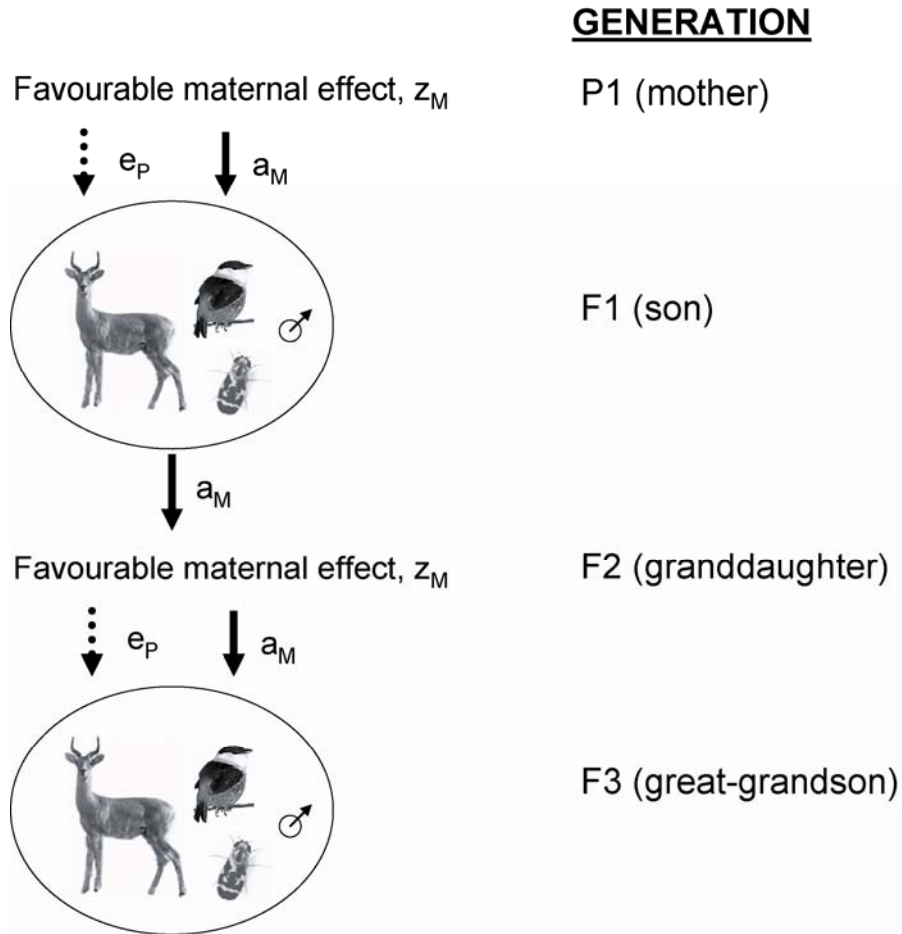 GENERATION
Favourable maternal effect, zM
P1 (mother)
eP
aM
F1 (son)
aM
Favourable maternal effect, zM
F2 (granddaughter)
eP
aM
F3 (great-grandson)